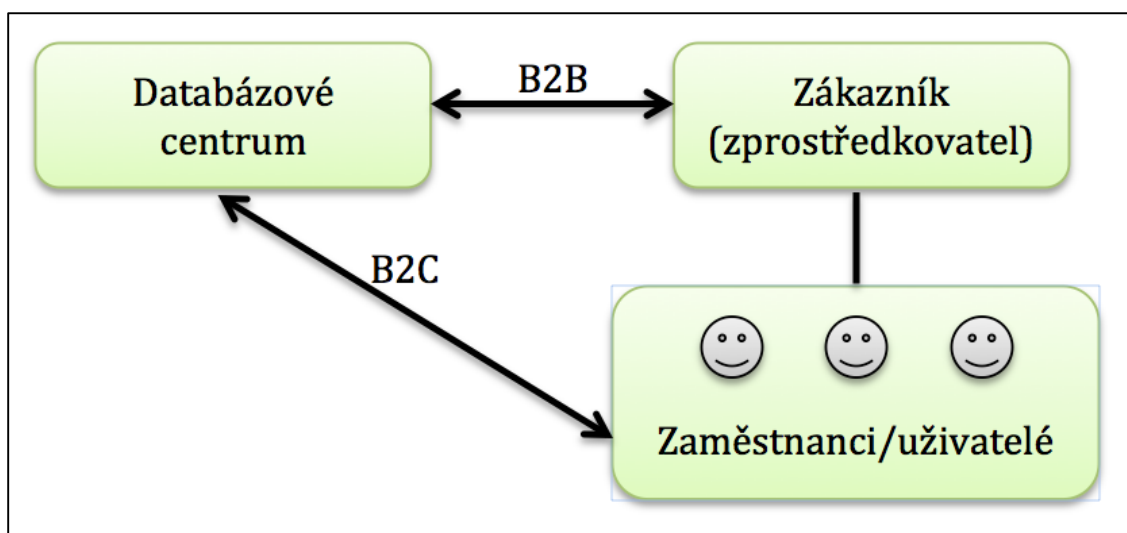 Databázové
centrum
B2B
Zákazník
(zprostředkovatel)
B2C
Zaměstnanci/uživatelé